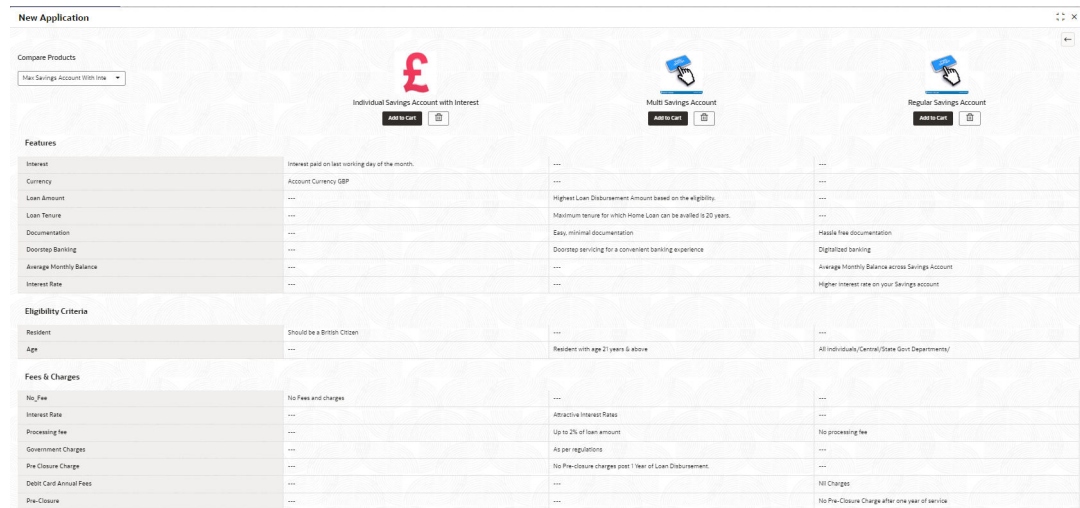 New Application
Compare Products
Max Savings Account With Inte
Individual Savings Account with Interest
Multi Savings Account
Regular Savings Account
Add to Cart
Add to Cart
Add to Cart
Features
Interest Interest paid on last working day of the month. --- ---
Currency Account Currency GBP --- ---
Loan Amount --- Highest Loan Disbursement Amount based on the eligibility. ---
Loan Tenure --- Maximum tenure for which Home Loan can be availed is 20 years. ---
Documentation --- Easy, minimal documentation Hassle free documentation
Doorstep Banking --- Doorstep servicing for a convenient banking experience Digitalized banking
Average Monthly Balance --- --- Average Monthly Balance across Savings Account
Interest Rate --- --- Higher interest rate on your Savings account
Eligibility Criteria
Resident Should be a British Citizen --- ---
Age --- Resident with age 21 years & above All Individuals/Central/State Govt Departments/
Fees & Charges
No_Fee No Fees and charges --- ---
Interest Rate --- Attractive Interest Rates ---
Processing fee --- Up to 2% of loan amount No processing fee
Government Charges --- As per regulations ---
Pre Closure Charge --- No Pre-closure charges post 1 Year of Loan Disbursement. ---
Debit Card Annual Fees --- --- Nil Charges
Pre-Closure --- --- No Pre-Closure Charge after one year of service